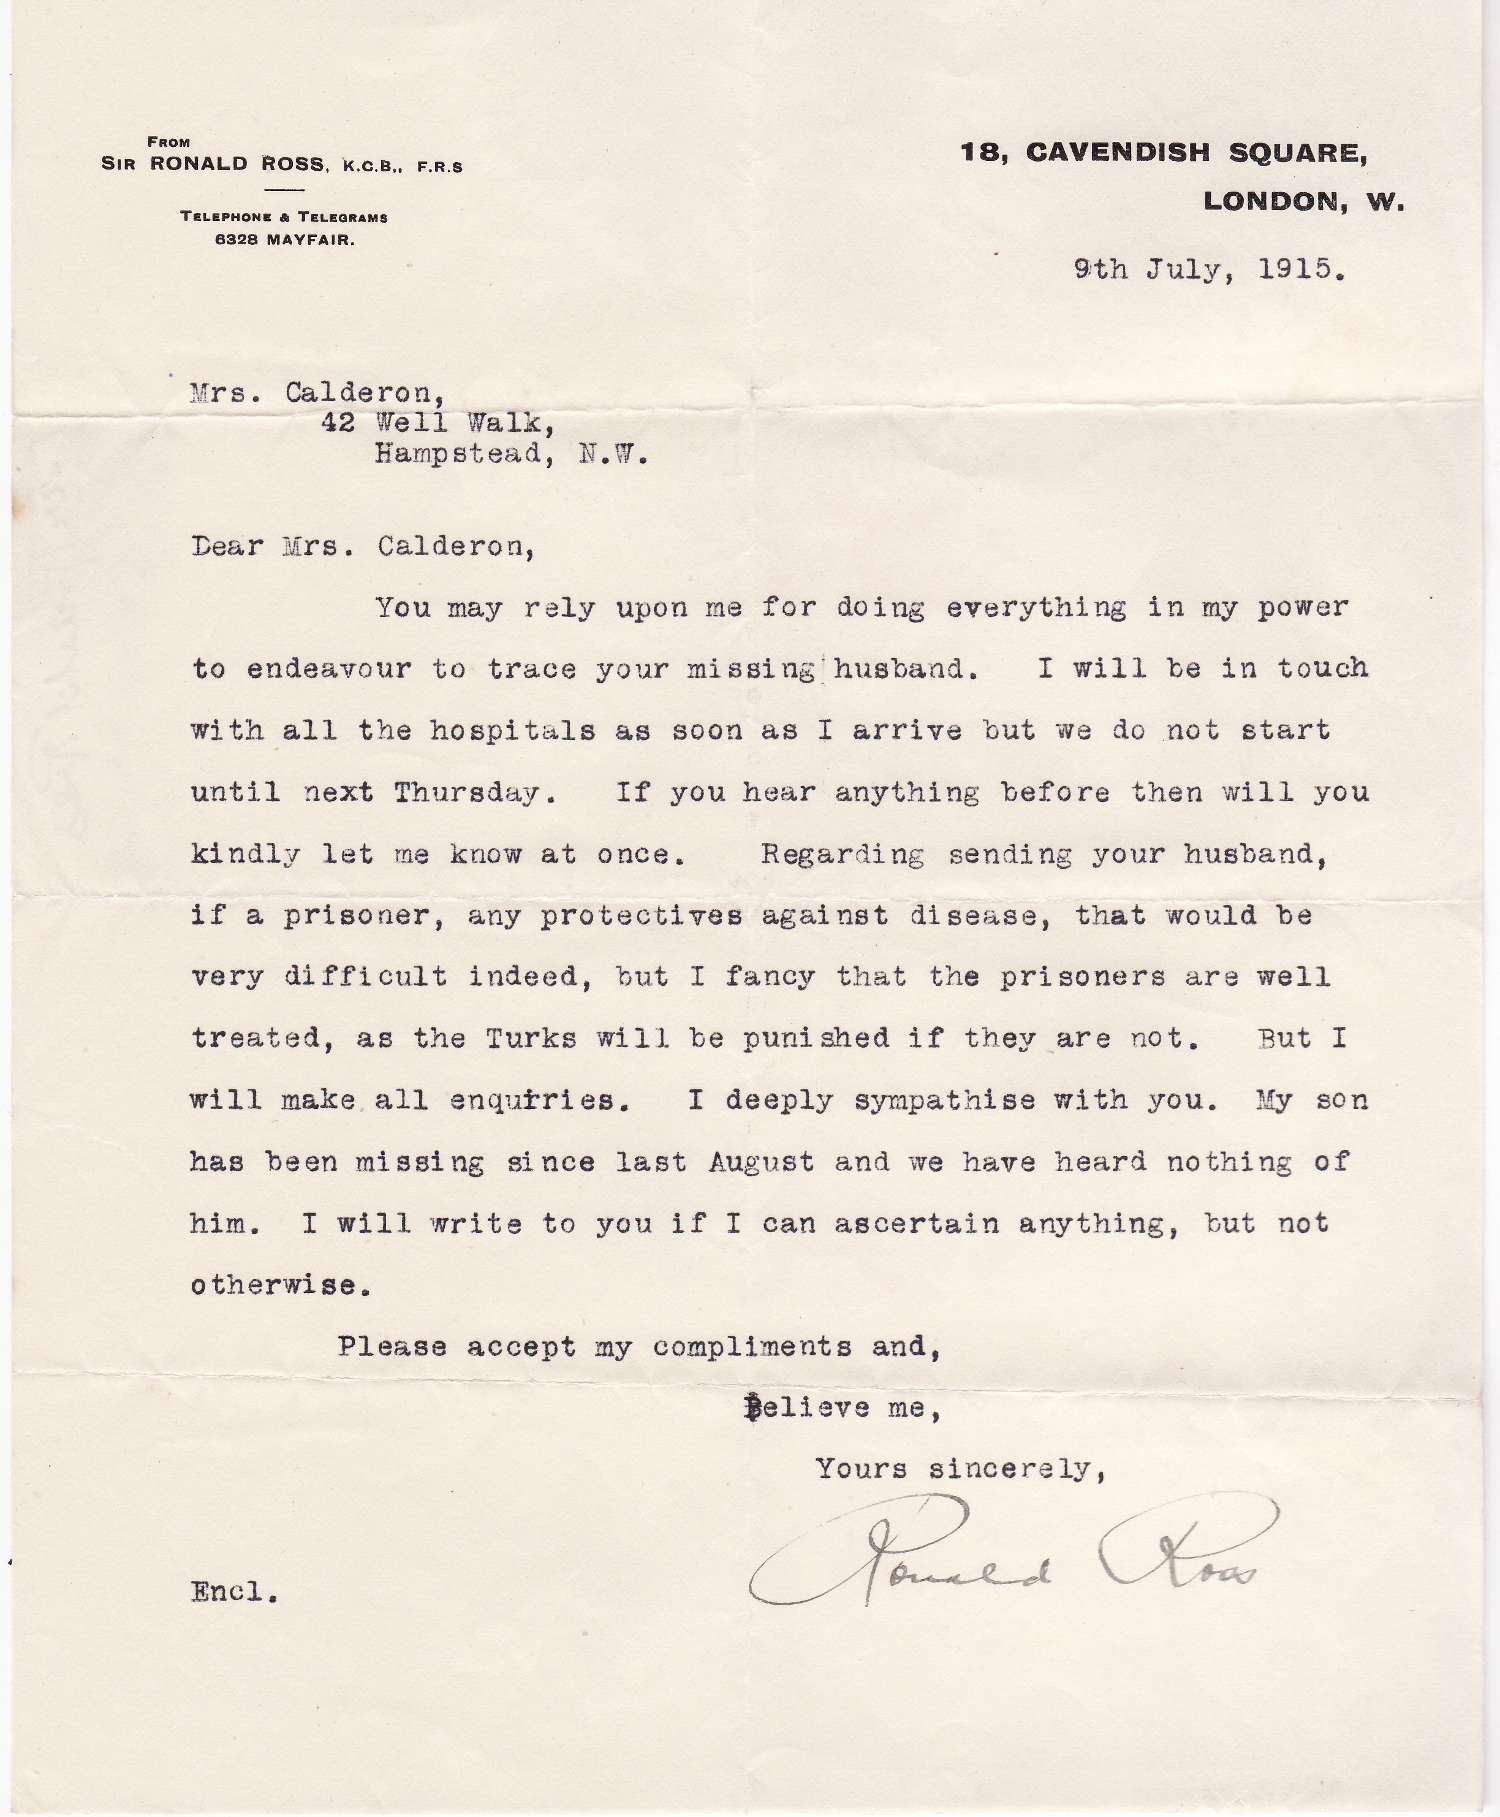 FROM
SIR RONALD ROSS, K.C.B., F.R.S
TELEPHONE & TELEGRAMS
6328 MAYFAIR.
18, CAVENDISH SQUARE,
LONDON, W.
9th July, 1915.
Mrs. Calderon,
42 Well Walk,
Hampstead, N.W.
Dear Mrs. Calderon,
You may rely upon me for doing everything in my power
to endeavour to trace your missing husband. I will be in touch
with all the hospitals as soon as I arrive but we do not start
until next Thursday. If you hear anything before then will you
kindly let me know at once. Regarding sending your husband,
if a prisoner, any protectives against disease, that would be
very difficult indeed, but I fancy that the prisoners are well
treated, as the Turks will be punished if they are not. But I
will make all enquirries. I deeply sympathise with you. My son
has been missing since last August and we have heard nothing of
him. I will write to you if I can ascertain anything, but not
otherwise.
Please accept my compliments and,
Believe me,
Yours sincerely,
Ronald Ross
Encl.